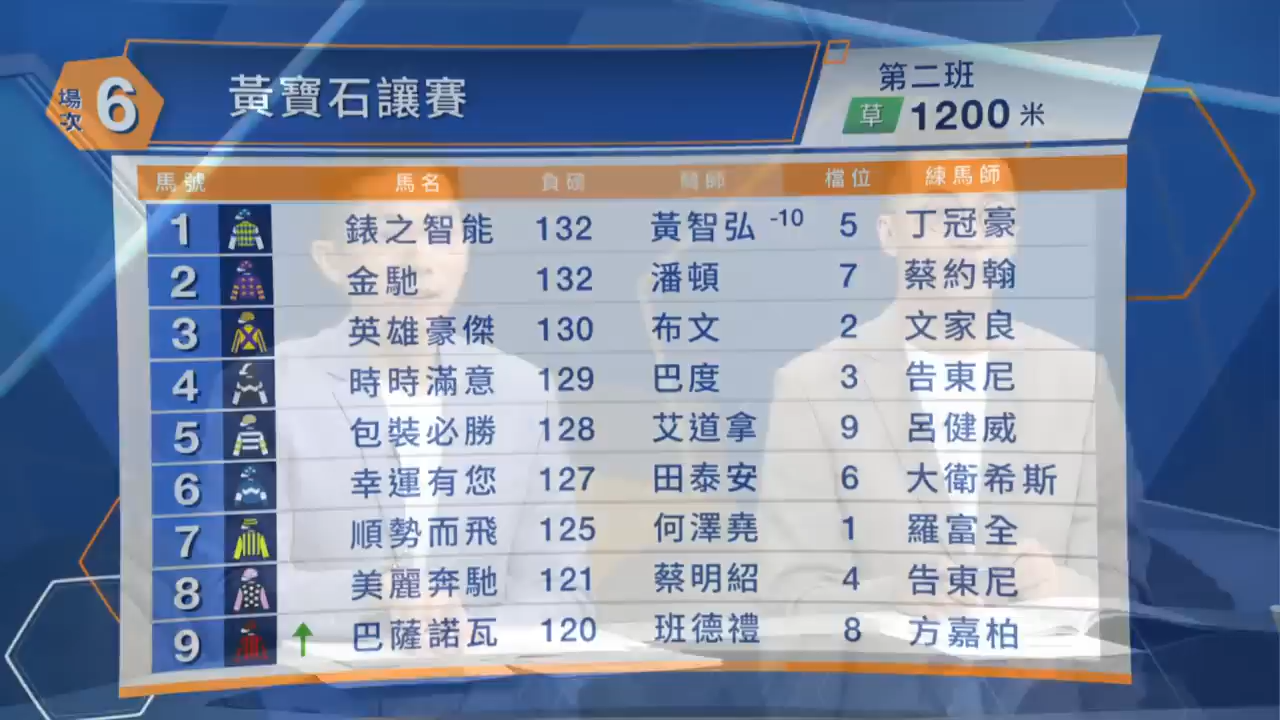 場次 6 黃寶石讓賽 第二班
草 1200 米
馬號 馬名 負磅 騎師 檔位 練馬師
1 錶之智能 132 黃智弘 -10 5 丁冠豪
2 金馳 132 潘頓 7 蔡約翰
3 英雄豪傑 130 布文 2 文家良
4 時時滿意 129 巴度 3 告東尼
5 包裝必勝 128 艾道拿 9 呂健威
6 幸運有您 127 田泰安 6 大衛希斯
7 順勢而飛 125 何澤堯 1 羅富全
8 美麗奔馳 121 蔡明紹 4 告東尼
9 巴薩諾瓦 120 班德禮 8 方嘉柏